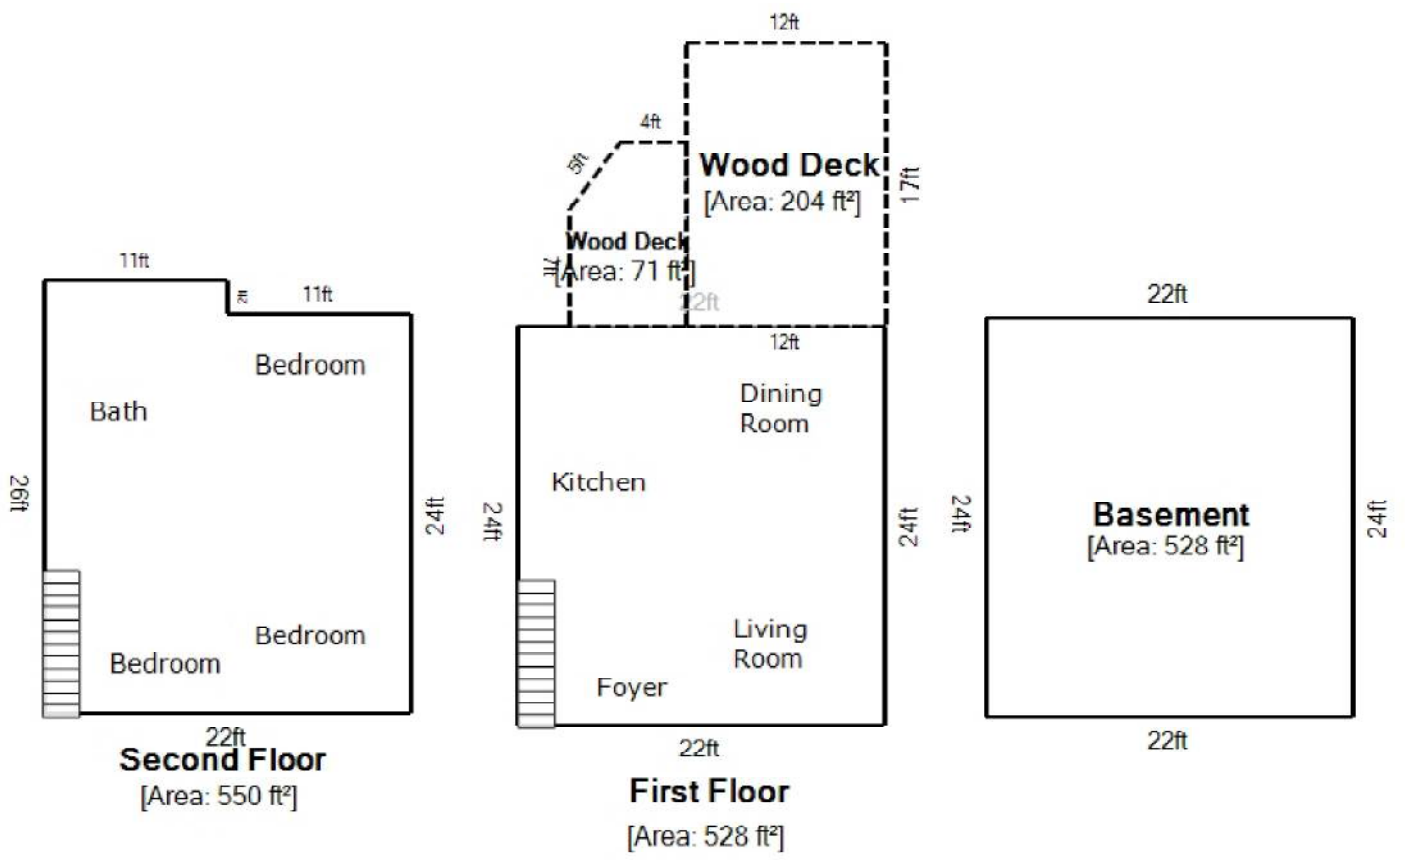 12ft
4ft
5ft
Wood Deck
[Area: 204 ft²]
17ft
Wood Deck
[Area: 71 ft²]
7ft
22ft
12ft
11ft
2ft
11ft
Bedroom
Bath
26ft
24ft
Bedroom
Bedroom
22ft
Second Floor
[Area: 550 ft²]
Dining
Room
Kitchen
24ft
24ft
Living
Room
Foyer
22ft
First Floor
[Area: 528 ft²]
22ft
24ft
Basement
[Area: 528 ft²]
24ft
22ft